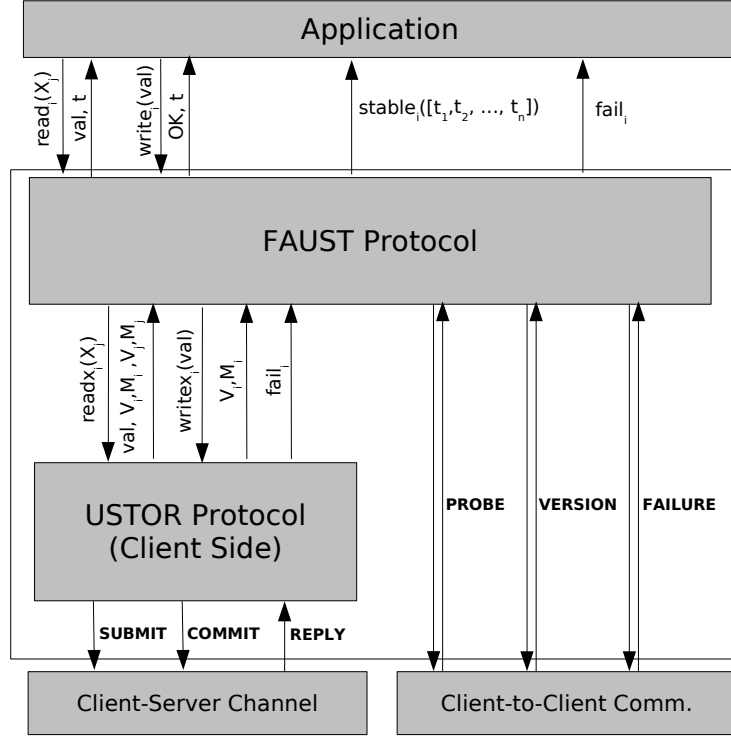 Application
read_i(X_j)
val, t
write_i(val)
OK, t
stable_i([t_1,t_2, ..., t_n])
fail_i
FAUST Protocol
readx_i(X_j)
val, V_i,M_i ,V_j,M_j
writex_i(val)
V_i,M_i
fail_i
USTOR Protocol
(Client Side)
PROBE
VERSION
FAILURE
SUBMIT
COMMIT
REPLY
Client-Server Channel
Client-to-Client Comm.